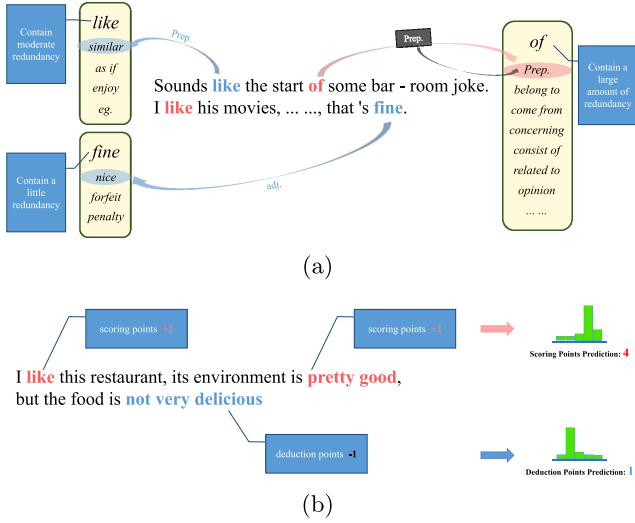 Contain moderate redundancy
like
similar
as if
enjoy
eg.
Prep.
Prep.
of
Prep.
belong to
come from
concerning
consist of
related to
opinion
... ...
Contain a large amount of redundancy
Sounds like the start of some bar - room joke.
I like his movies, ... ..., that 's fine.
Contain a little redundancy
fine
nice
forfeit
penalty
adj.
(a)
scoring points +2
scoring points +2
Scoring Points Prediction: 4
I like this restaurant, its environment is pretty good,
but the food is not very delicious
deduction points -1
Deduction Points Prediction: 1
(b)